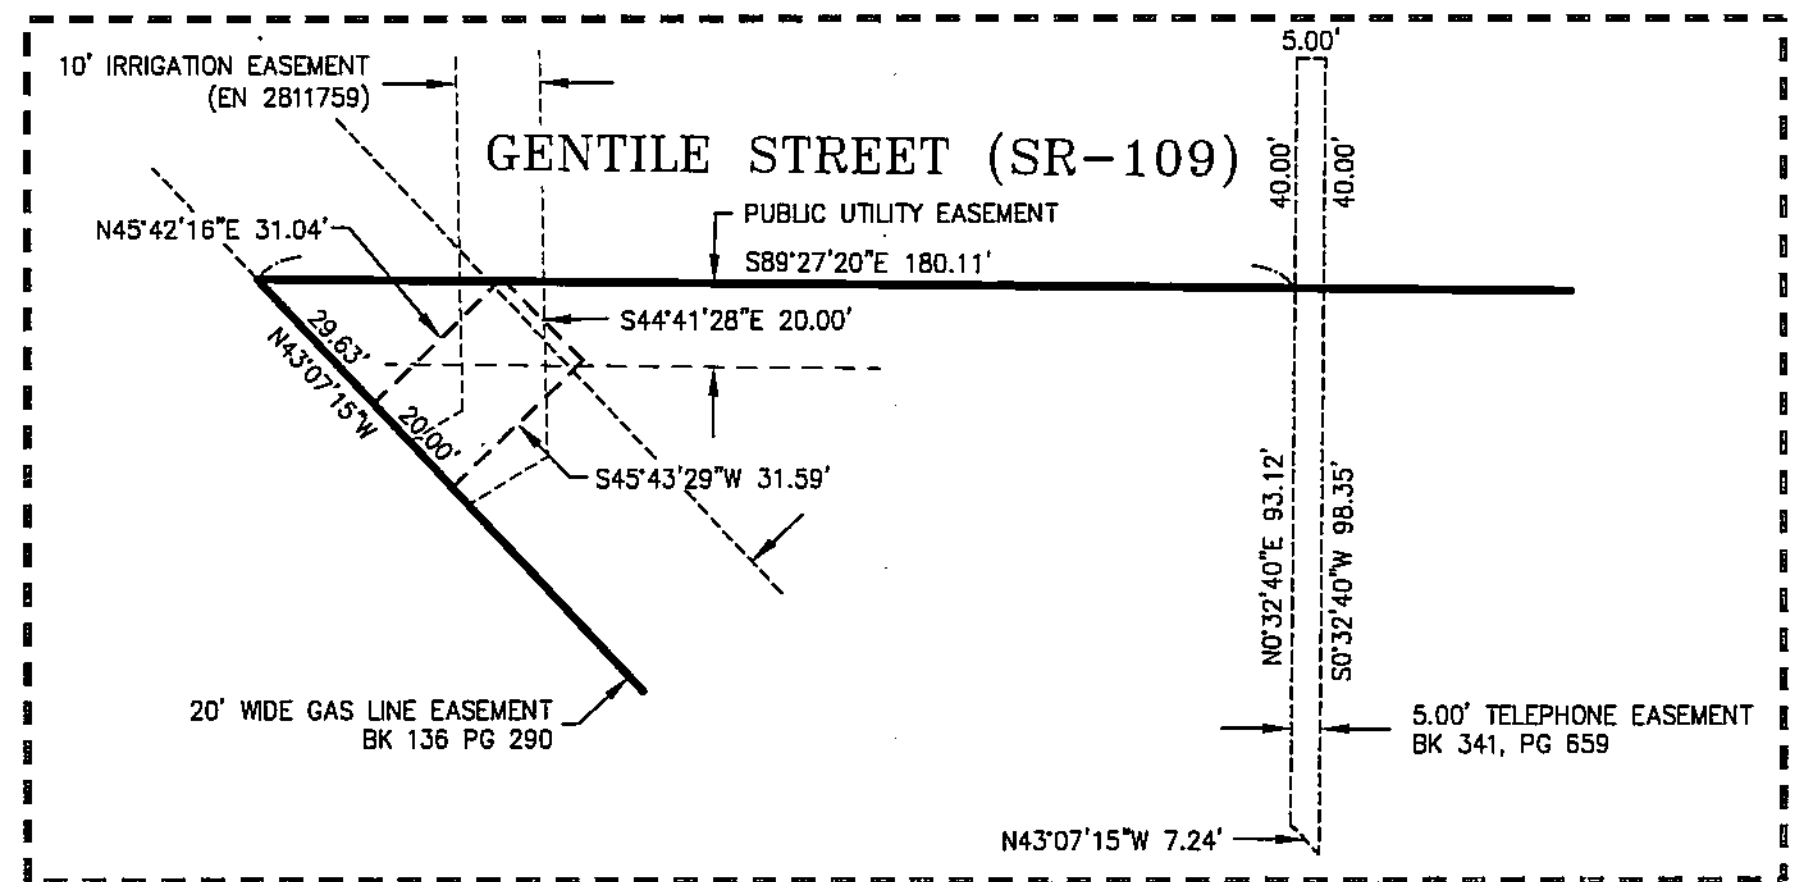 5.00'
10' IRRIGATION EASEMENT
(EN 2811759)
GENTILE STREET (SR-109)
40.00'
40.00'
PUBLIC UTILITY EASEMENT
N45°42'16"E 31.04'
S89°27'20"E 180.11'
S44°41'28"E 20.00'
29.63'
N43°07'15"W
20.00'
S45°43'29"W 31.59'
N0°32'40"E 93.12'
S0°32'40"W 98.35'
20' WIDE GAS LINE EASEMENT
BK 136 PG 290
5.00' TELEPHONE EASEMENT
BK 341, PG 659
N43°07'15"W 7.24'